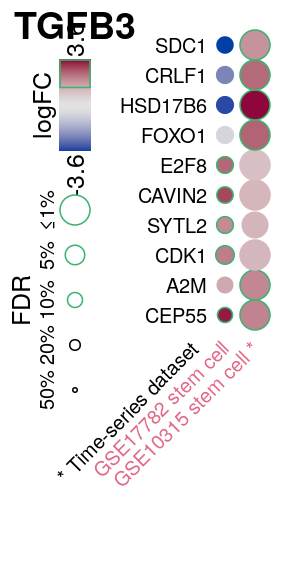 TGFB3
3.6
logFC
-3.6
FDR
≤1%
5%
10%
20%
50%
SDC1
CRLF1
HSD17B6
FOXO1
E2F8
CAVIN2
SYTL2
CDK1
A2M
CEP55
* Time-series dataset
GSE17782 stem cell
GSE10315 stem cell *